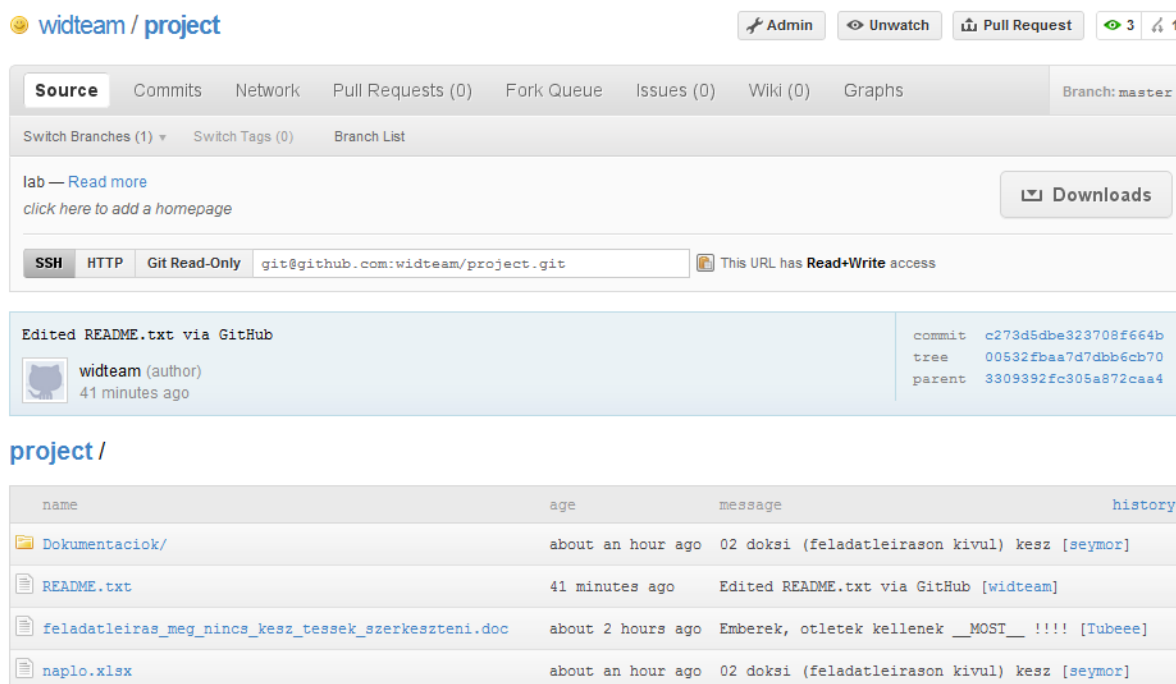 widteam / project
Admin Unwatch Pull Request 3
Source Commits Network Pull Requests (0) Fork Queue Issues (0) Wiki (0) Graphs Branch: master
Switch Branches (1) Switch Tags (0) Branch List
lab — Read more
click here to add a homepage
Downloads
SSH HTTP Git Read-Only git@github.com:widteam/project.git This URL has Read+Write access
Edited README.txt via GitHub
widteam (author)
41 minutes ago
commit c273d5dbe323708f664b
tree 00532fbaa7d7dbb6cb70
parent 3309392fc305a872caa4
project /
name age message history
Dokumentaciok/ about an hour ago 02 doksi (feladatleirason kivul) kesz [seymor]
README.txt 41 minutes ago Edited README.txt via GitHub [widteam]
feladatleiras_meg_nincs_kesz_tessek_szerkeszteni.doc about 2 hours ago Emberek, otletek kellenek __MOST__ !!!! [Tubeee]
naplo.xlsx about an hour ago 02 doksi (feladatleirason kivul) kesz [seymor]